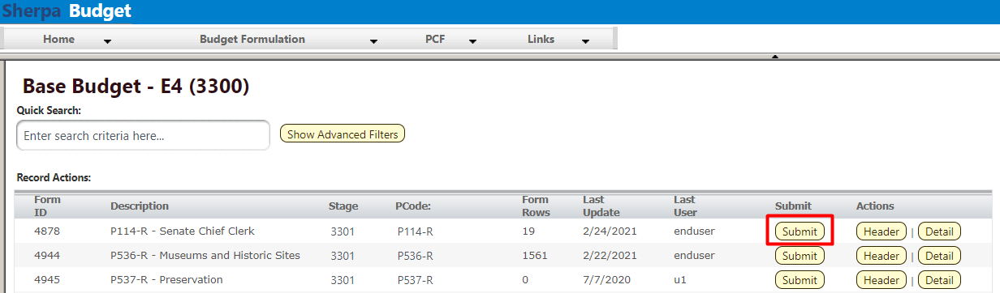 Sherpa Budget
Home Budget Formulation PCF Links
Base Budget - E4 (3300)
Quick Search:
Enter search criteria here... Show Advanced Filters
Record Actions:
Form ID Description Stage PCode: Form Rows Last Update Last User Submit Actions
4878 P114-R - Senate Chief Clerk 3301 P114-R 19 2/24/2021 enduser Submit Header | Detail
4944 P536-R - Museums and Historic Sites 3301 P536-R 1561 2/22/2021 enduser Submit Header | Detail
4945 P537-R - Preservation 3301 P537-R 0 7/7/2020 u1 Submit Header | Detail